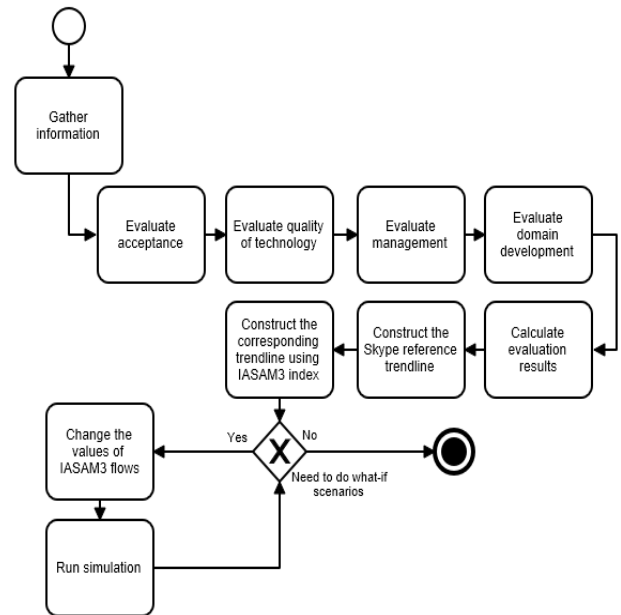 Gather
information
Evaluate
acceptance
Evaluate quality
of technology
Evaluate
management
Evaluate
domain
development
Calculate
evaluation
results
Construct the
Skype reference
trendline
Construct the
corresponding
trendline using
IASAM3 index
Yes
No
X
Need to do what-if
scenarios
Change the
values of
IASAM3 flows
Run simulation